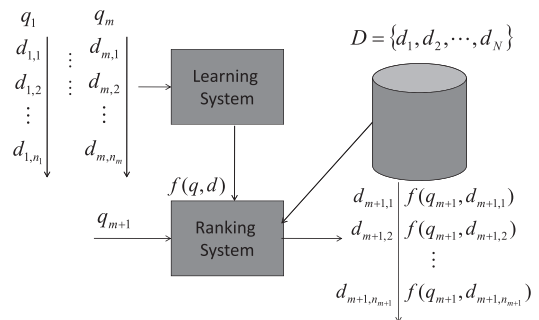 q_1 q_m
d_{1,1} ⋮ d_{m,1}
d_{1,2} ⋮ d_{m,2}
⋮ ⋮
d_{1,n_1} d_{m,n_m}
Learning
System
D = {d_1, d_2, ⋯, d_N}
f(q, d)
q_{m+1}
Ranking
System
d_{m+1,1} f(q_{m+1}, d_{m+1,1})
d_{m+1,2} f(q_{m+1}, d_{m+1,2})
⋮
d_{m+1,n_{m+1}} f(q_{m+1}, d_{m+1,n_{m+1}})